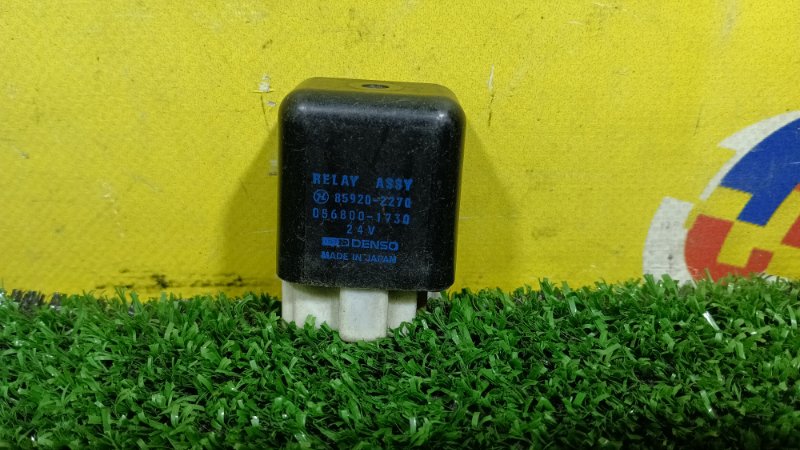 RELAY ASSY
85920-2270
056800-1730
24V
DENSO
MADE IN JAPAN